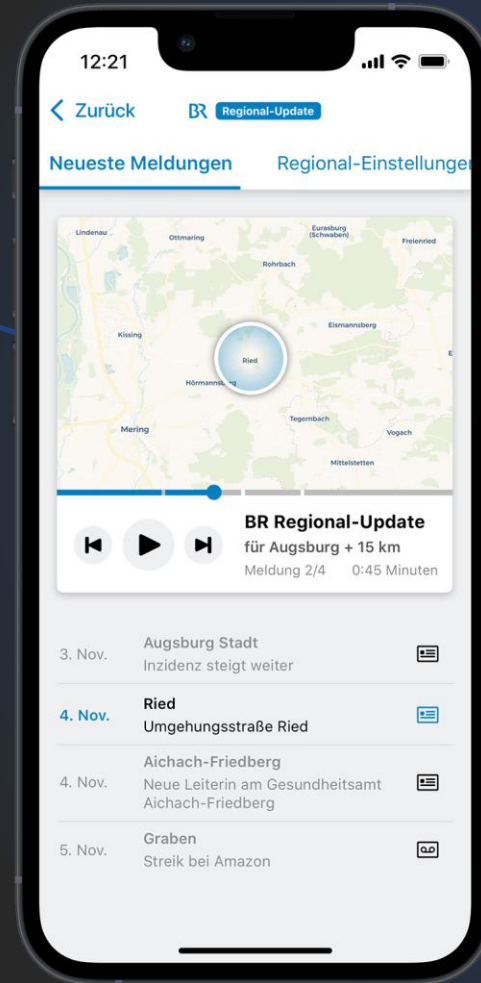 12:21
Zurück
BR Regional-Update
Neueste Meldungen Regional-Einstellunge
Lindenau
Ottmaring
Eurasburg
(Schwaben)
Freienried
Rohrbach
Kissing
Eismannsberg
Ried
Hörmanns
Tegernbach
Mering
Vogach
Mittelstetten
BR Regional-Update
für Augsburg + 15 km
Meldung 2/4 0:45 Minuten
3. Nov.
Augsburg Stadt
Inzidenz steigt weiter
4. Nov.
Ried
Umgehungsstraße Ried
4. Nov.
Aichach-Friedberg
Neue Leiterin am Gesundheitsamt
Aichach-Friedberg
5. Nov.
Graben
Streik bei Amazon